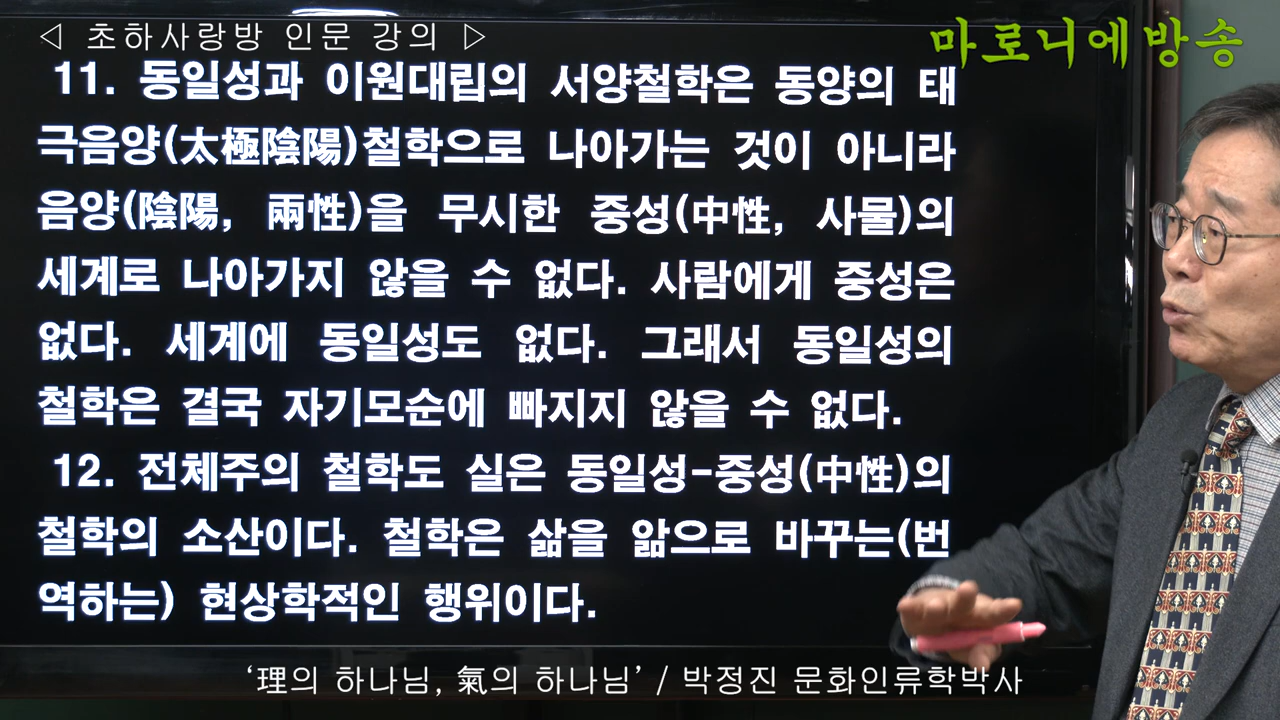 ◁ 초하사랑방 인문 강의 ▷
마로니에방송
11. 동일성과 이원대립의 서양철학은 동양의 태
극음양(太極陰陽)철학으로 나아가는 것이 아니라
음양(陰陽, 兩性)을 무시한 중성(中性, 사물)의
세계로 나아가지 않을 수 없다. 사람에게 중성은
없다. 세계에 동일성도 없다. 그래서 동일성의
철학은 결국 자기모순에 빠지지 않을 수 없다.
12. 전체주의 철학도 실은 동일성-중성(中性)의
철학의 소산이다. 철학은 삶을 앎으로 바꾸는(번
역하는) 현상학적인 행위이다.
‘理의 하나님, 氣의 하나님’ / 박정진 문화인류학박사